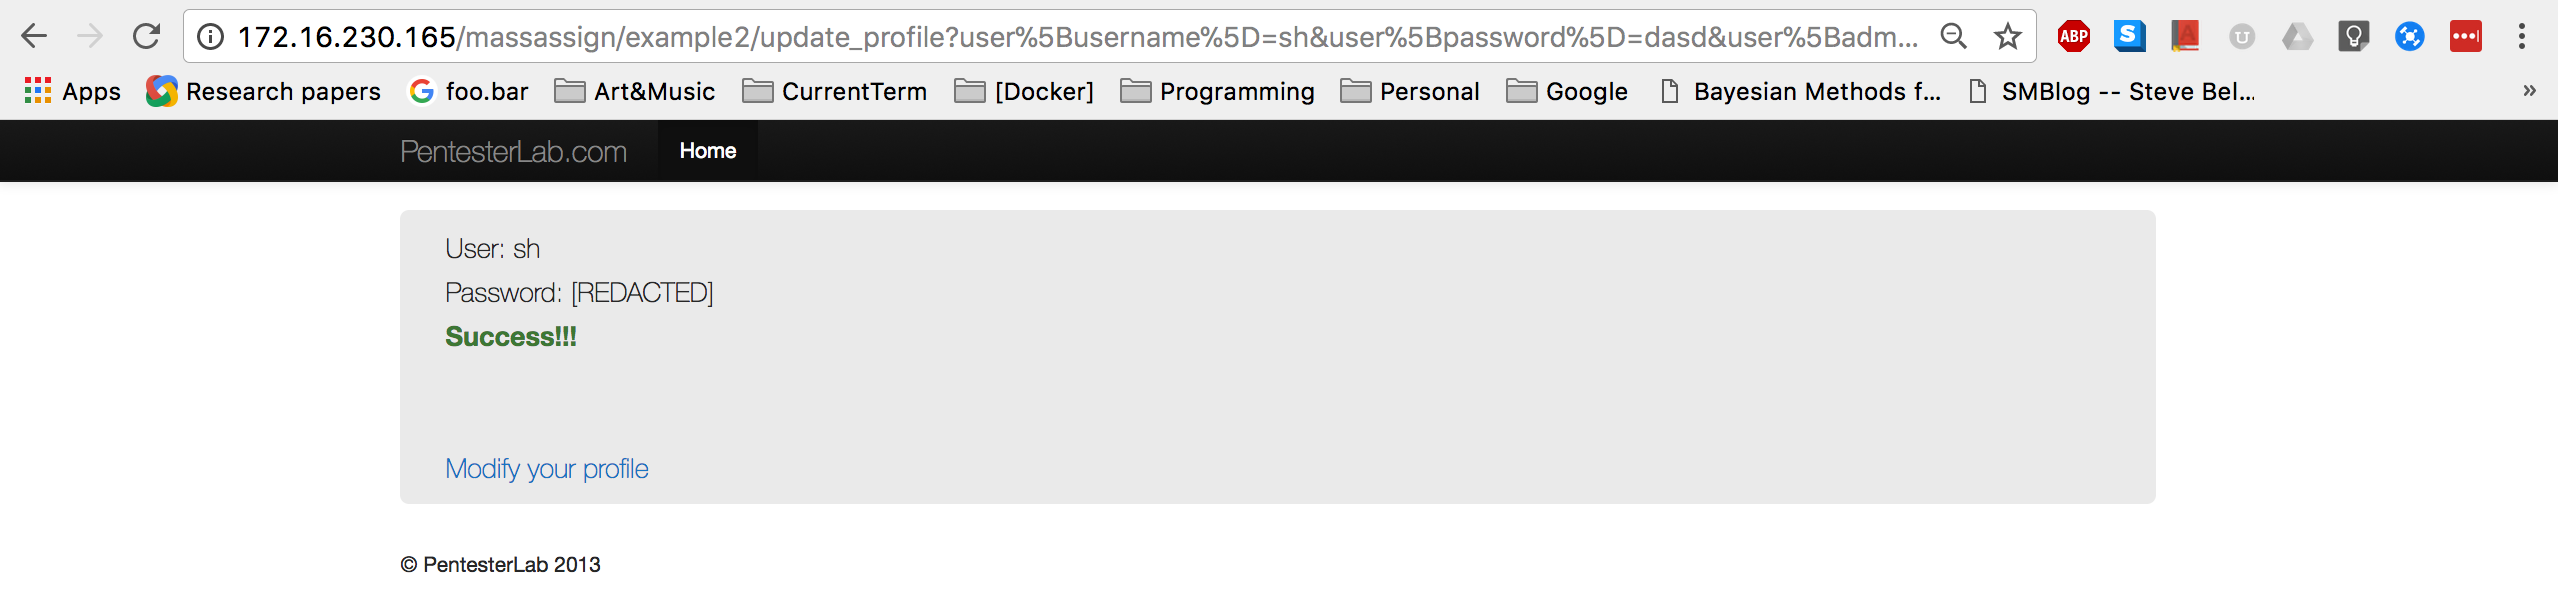 172.16.230.165/massassign/example2/update_profile?user%5Busername%5D=sh&user%5Bpassword%5D=dasd&user%5Badm...
ABP S A U
Apps Research papers foo.bar Art&Music CurrentTerm [Docker] Programming Personal Google Bayesian Methods f... SMBlog -- Steve Bel... »
PentesterLab.com Home
User: sh
Password: [REDACTED]
Success!!!
Modify your profile
© PentesterLab 2013